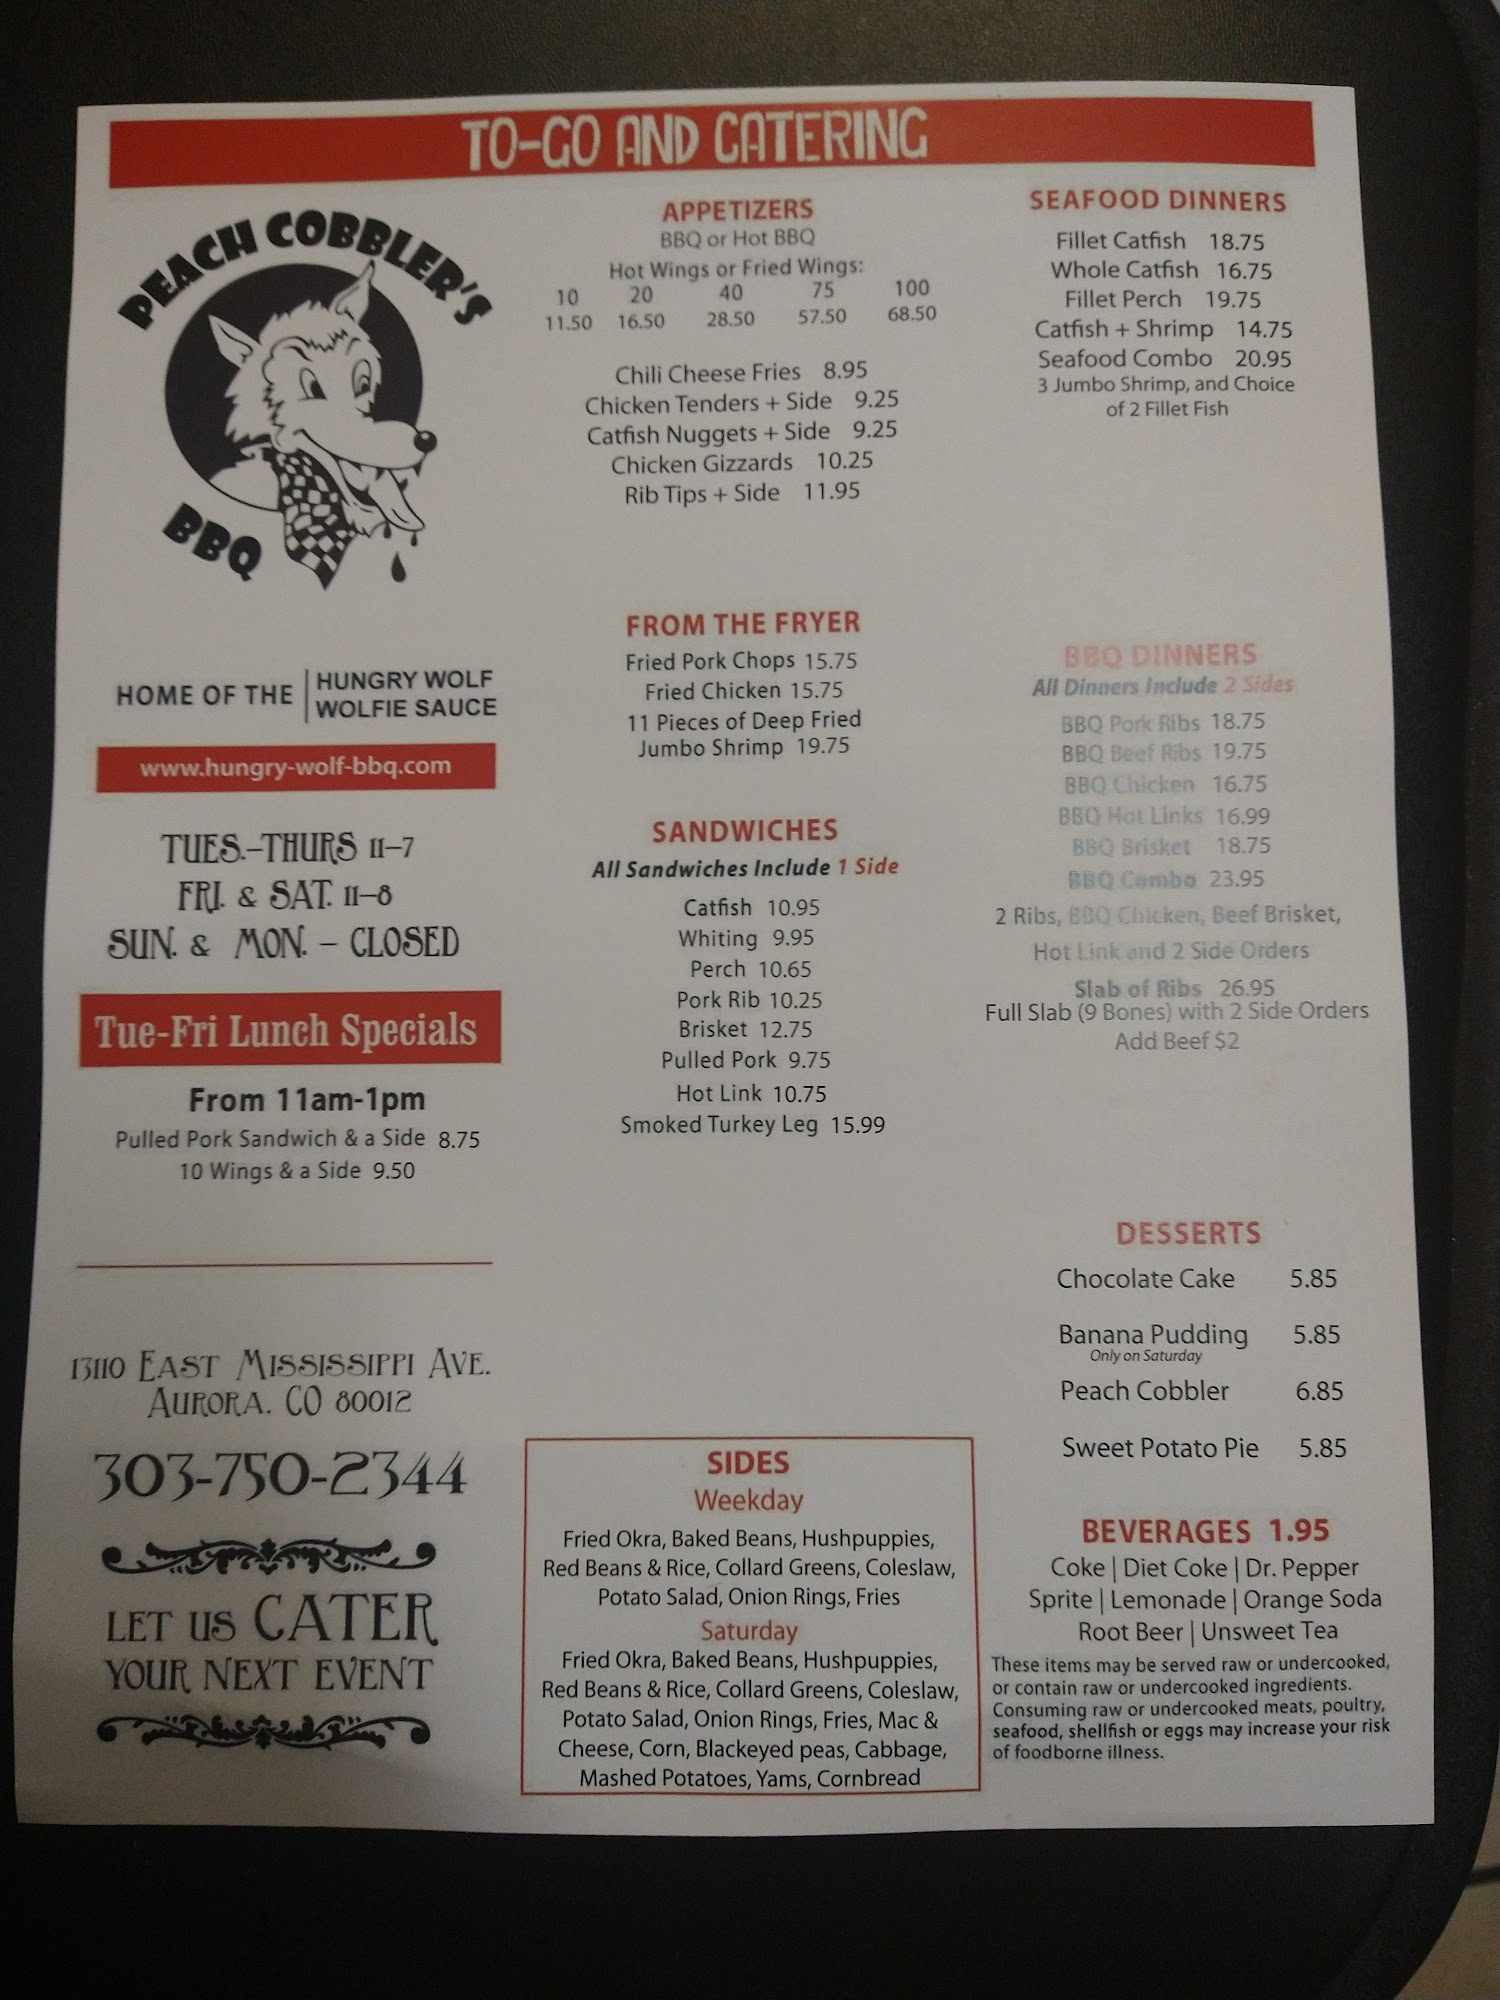 TO-GO AND CATERING
PEACH COBBLER'S
BBQ
HOME OF THE
HUNGRY WOLF
WOLFIE SAUCE
www.hungry-wolf-bbq.com
TUES.–THURS 11–7
FRI. & SAT. 11–8
SUN. & MON. – CLOSED
Tue-Fri Lunch Specials
From 11am-1pm
Pulled Pork Sandwich & a Side 8.75
10 Wings & a Side 9.50
13110 EAST MISSISSIPPI AVE.
AURORA, CO 80012
303-750-2344
LET US CATER
YOUR NEXT EVENT
APPETIZERS
BBQ or Hot BBQ
Hot Wings or Fried Wings:
10 20 40 75 100
11.50 16.50 28.50 57.50 68.50
Chili Cheese Fries 8.95
Chicken Tenders + Side 9.25
Catfish Nuggets + Side 9.25
Chicken Gizzards 10.25
Rib Tips + Side 11.95
FROM THE FRYER
Fried Pork Chops 15.75
Fried Chicken 15.75
11 Pieces of Deep Fried
Jumbo Shrimp 19.75
SANDWICHES
All Sandwiches Include 1 Side
Catfish 10.95
Whiting 9.95
Perch 10.65
Pork Rib 10.25
Brisket 12.75
Pulled Pork 9.75
Hot Link 10.75
Smoked Turkey Leg 15.99
SIDES
Weekday
Fried Okra, Baked Beans, Hushpuppies,
Red Beans & Rice, Collard Greens, Coleslaw,
Potato Salad, Onion Rings, Fries
Saturday
Fried Okra, Baked Beans, Hushpuppies,
Red Beans & Rice, Collard Greens, Coleslaw,
Potato Salad, Onion Rings, Fries, Mac &
Cheese, Corn, Blackeyed peas, Cabbage,
Mashed Potatoes, Yams, Cornbread
SEAFOOD DINNERS
Fillet Catfish 18.75
Whole Catfish 16.75
Fillet Perch 19.75
Catfish + Shrimp 14.75
Seafood Combo 20.95
3 Jumbo Shrimp, and Choice
of 2 Fillet Fish
BBQ DINNERS
All Dinners Include 2 Sides
BBQ Pork Ribs 18.75
BBQ Beef Ribs 19.75
BBQ Chicken 16.75
BBQ Hot Links 16.99
BBQ Brisket 18.75
BBQ Combo 23.95
2 Ribs, BBQ Chicken, Beef Brisket,
Hot Link and 2 Side Orders
Slab of Ribs 26.95
Full Slab (9 Bones) with 2 Side Orders
Add Beef $2
DESSERTS
Chocolate Cake 5.85
Banana Pudding 5.85
Only on Saturday
Peach Cobbler 6.85
Sweet Potato Pie 5.85
BEVERAGES 1.95
Coke | Diet Coke | Dr. Pepper
Sprite | Lemonade | Orange Soda
Root Beer | Unsweet Tea
These items may be served raw or undercooked,
or contain raw or undercooked ingredients.
Consuming raw or undercooked meats, poultry,
seafood, shellfish or eggs may increase your risk
of foodborne illness.